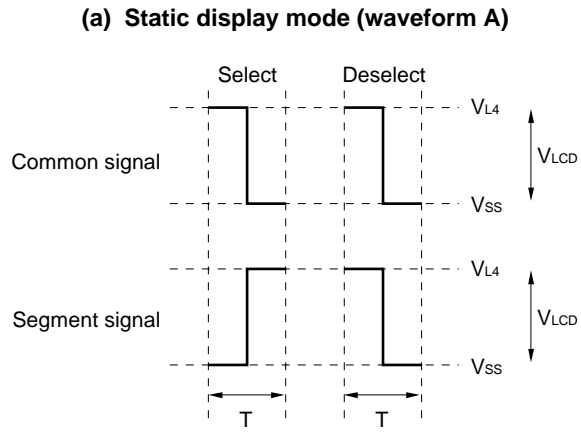 (a) Static display mode (waveform A)
Select Deselect
VL4
Common signal
VLCD
VSS
VL4
Segment signal
VLCD
VSS
T T